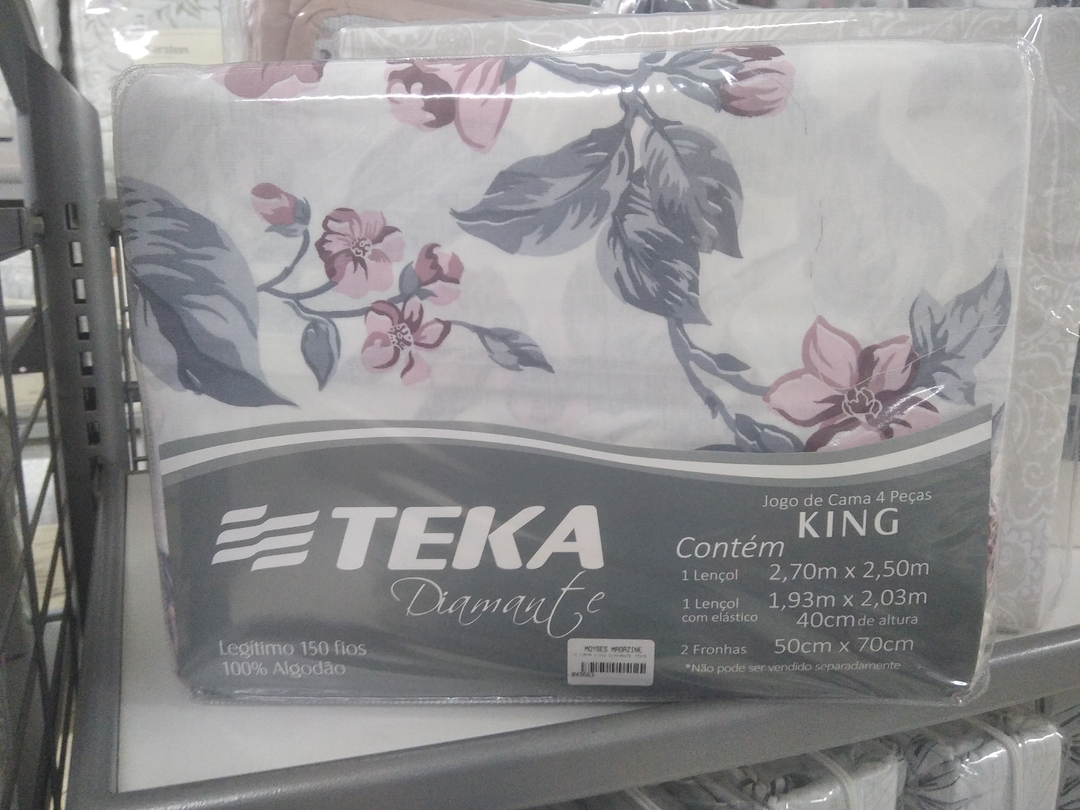 TEKA
Diamante
Legítimo 150 fios
100% Algodão
MOYSES MAGAZINE
Jogo de Cama 4 Peças
KING
Contém
1 Lençol 2,70m x 2,50m
1 Lençol com elástico 1,93m x 2,03m
40cm de altura
2 Fronhas 50cm x 70cm
*Não pode ser vendido separadamente